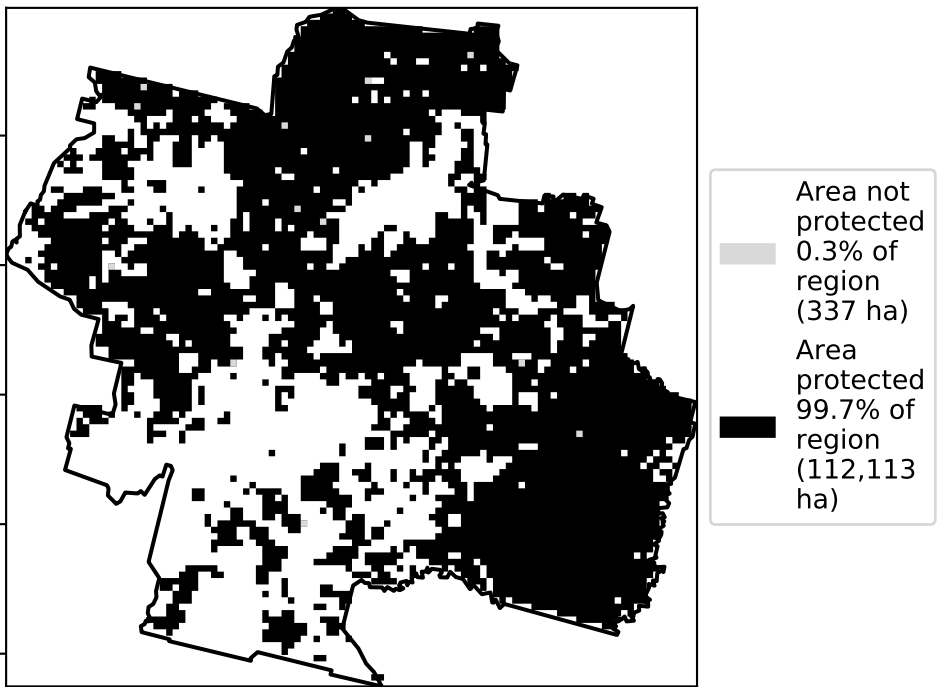 Area not
protected
0.3% of
region
(337 ha)
Area
protected
99.7% of
region
(112,113
ha)